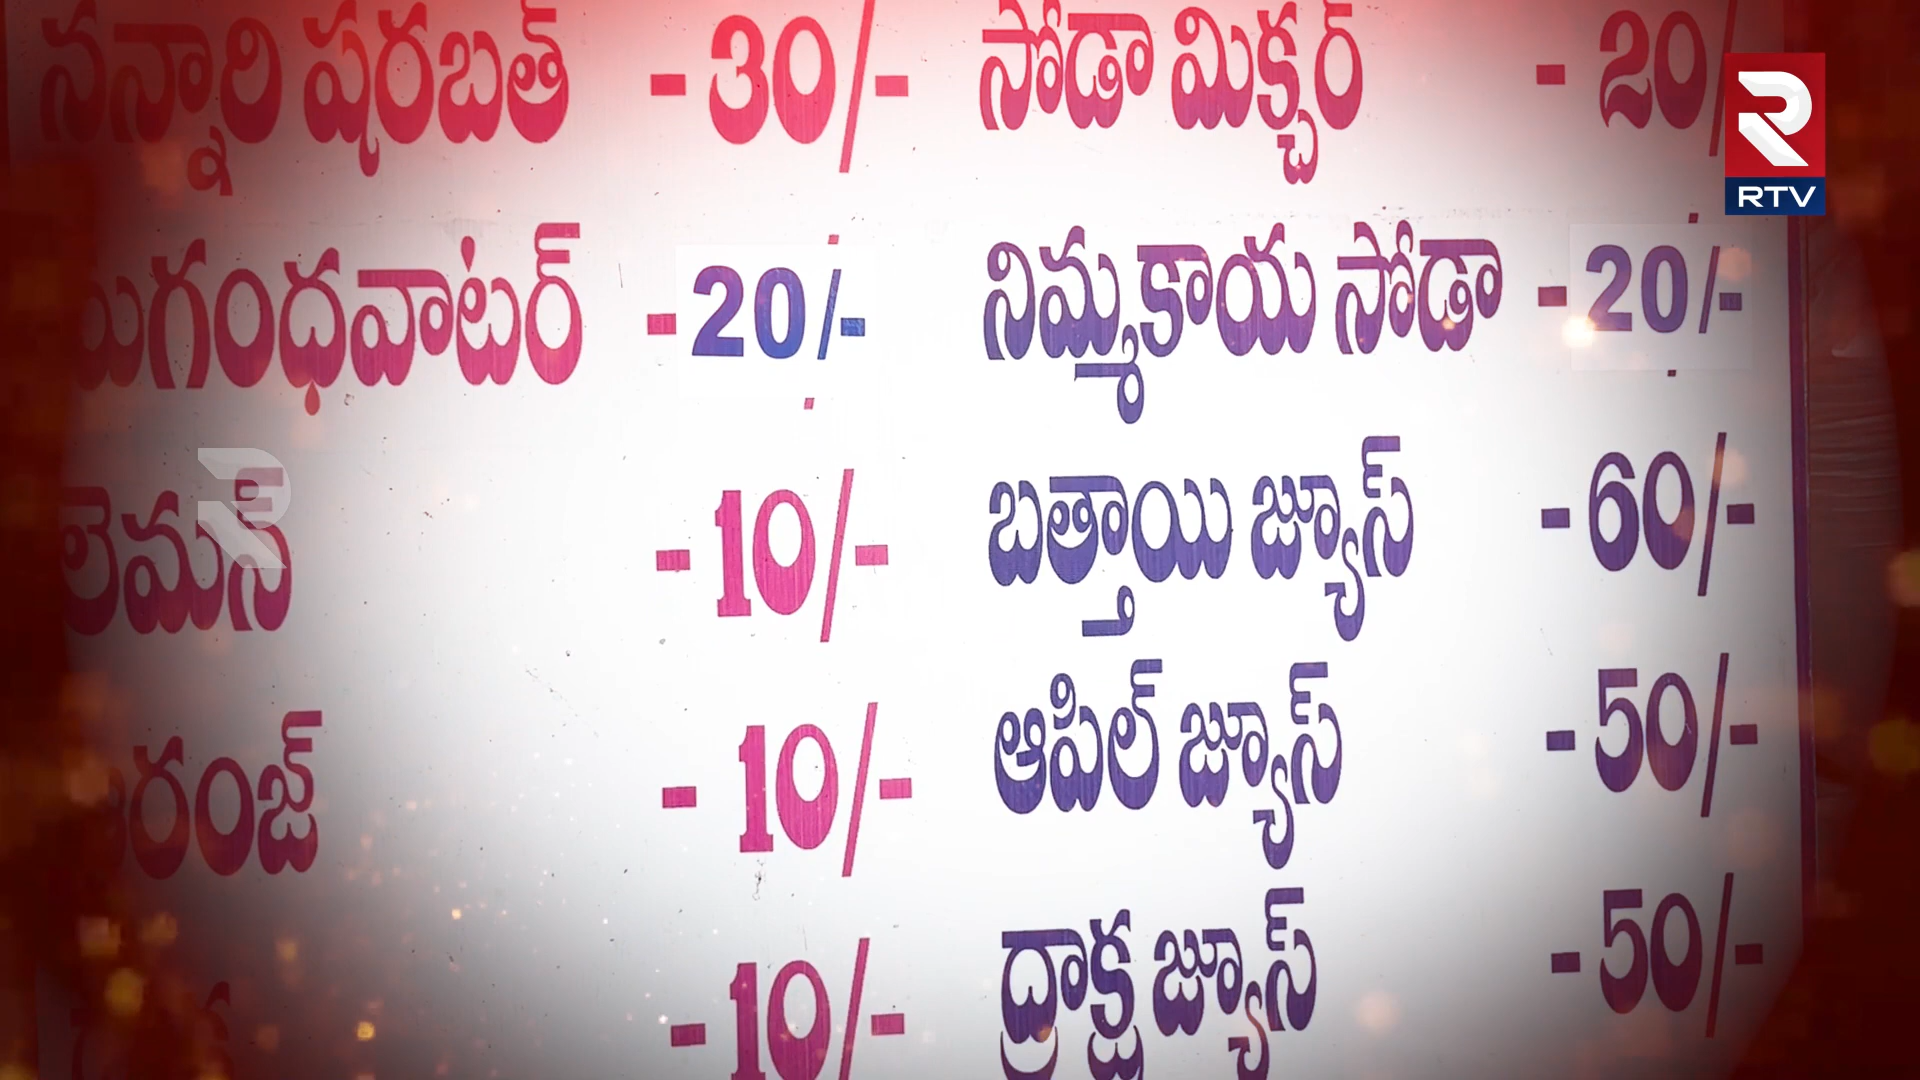 నన్నారి షరబత్ - 30/- సోడా మిక్చర్ - 20/-
సుగంధవాటర్ - 20/- నిమ్మకాయ సోడా - 20/-
లెమన్ - 10/- బత్తాయి జ్యూస్ - 60/-
ఆరంజ్ - 10/- ఆపిల్ జ్యూస్ - 50/-
- 10/- ద్రాక్ష జ్యూస్ - 50/-
RTV